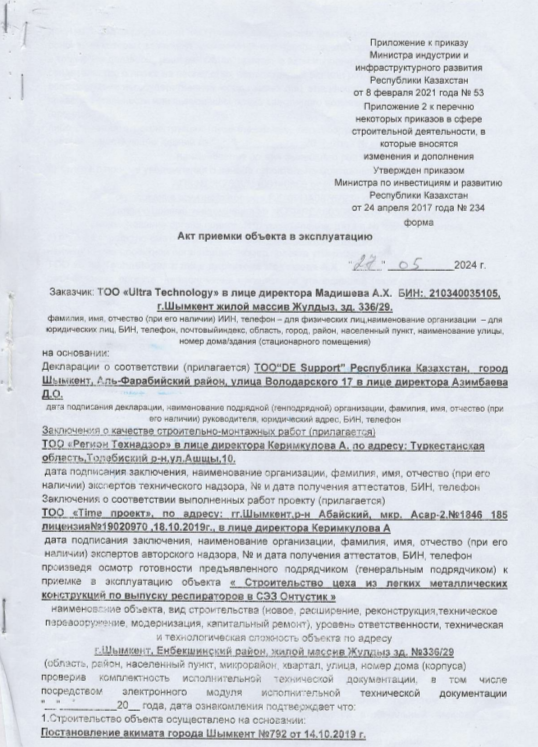 Приложение к приказу
Министра индустрии и
инфраструктурного развития
Республики Казахстан
от 8 февраля 2021 года № 53
Приложение 2 к перечню
некоторых приказов в сфере
строительной деятельности, в
которые вносятся
изменения и дополнения
Утвержден приказом
Министра по инвестициям и развитию
Республики Казахстан
от 24 апреля 2017 года № 234
форма
Акт приемки объекта в эксплуатацию
"27" 05 2024 г.
Заказчик: ТОО «Ultra Technology» в лице директора Мадишева А.Х. БИН:. 210340035105,
г.Шымкент жилой массив Жулдыз, зд. 336/29.
фамилия, имя, отчество (при его наличии) ИИН, телефон – для физических лиц,наименование организации – для
юридических лиц, БИН, телефон, почтовыйиндекс, область, город, район, населенный пункт, наименование улицы,
номер дома/здания (стационарного помещения)
на основании:
Декларации о соответствии (прилагается) ТОО"DE Support" Республика Казахстан, город
Шымкент, Аль-Фарабийский район, улица Володарского 17 в лице директора Азимбаева
Д.О.
дата подписания декларации, наименование подрядной (генподрядной) организации, фамилия, имя, отчество (при
его наличии) руководителя, юридический адрес, БИН, телефон
Заключения о качестве строительно-монтажных работ (прилагается)
ТОО «Регион Технадзор» в лице директора Керимкулова А. по адресу: Туркестанская
область,Толебиский р-н,ул.Ашщы,10.
дата подписания заключения, наименование организации, фамилия, имя, отчество (при его
наличии) экспертов технического надзора, № и дата получения аттестатов, БИН, телефон
Заключения о соответствии выполненных работ проекту (прилагается)
ТОО «Time проект», по адресу: гг.Шымкент,р-н Абайский, мкр. Асар-2.№1846 185
лицензия№19020970 ,18.10.2019г., в лице директора Керимкулова А
дата подписания заключения, наименование организации, фамилия, имя, отчество (при его
наличии) экспертов авторского надзора, № и дата получения аттестатов, БИН, телефон
произведя осмотр готовности предъявленного подрядчиком (генеральным подрядчиком) к
приемке в эксплуатацию объекта « Строительство цеха из легких металлических
конструкций по выпуску респираторов в СЭЗ Онтустик »
наименование объекта, вид строительства (новое, расширение, реконструкция,техническое
перевооружение, модернизация, капитальный ремонт), уровень ответственности, техническая
и технологическая сложность объекта по адресу
г.Шымкент, Енбекшинский район, жилой массив Жулдыз зд. №336/29
(область, район, населенный пункт, микрорайон, квартал, улица, номер дома (корпуса)
проверив комплектность исполнительной технической документации, в том числе
посредством электронного модуля исполнительной технической документации
"__"_________20__ года, дата ознакомления подтверждает что:
1.Строительство объекта осуществлено на основании:
Постановление акимата города Шымкент №792 от 14.10.2019 г.